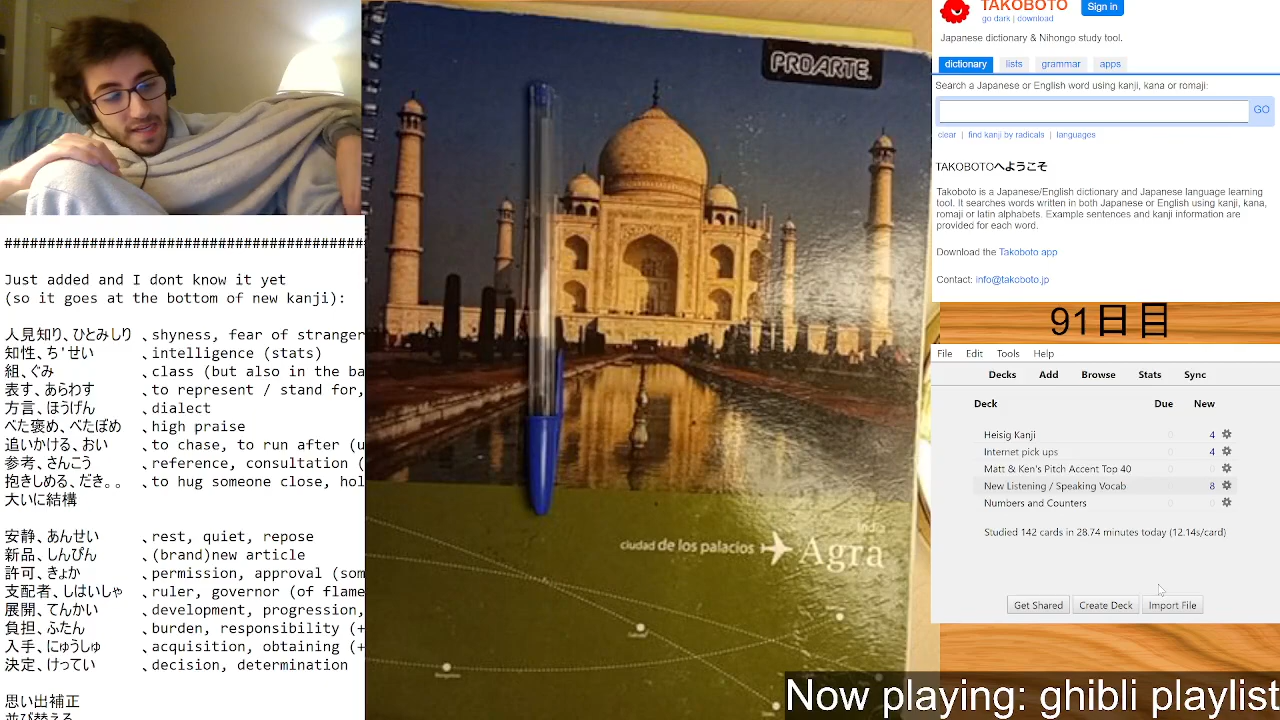 ########################################
Just added and I dont know it yet
(so it goes at the bottom of new kanji):
人見知り、ひとみしり 、shyness, fear of stranger
知性、ち'せい 、intelligence (stats)
組、ぐみ 、class (but also in the ba
表す、あらわす 、to represent / stand for,
方言、ほうげん 、dialect
べた褒め、べたぼめ 、high praise
追いかける、おい 、to chase, to run after (u
参考、さんこう 、reference, consultation (
抱きしめる、だき。。 、to hug someone close, hol
大いに結構
安静、あんせい 、rest, quiet, repose
新品、しんぴん 、(brand)new article
許可、きょか 、permission, approval (som
支配者、しはいしゃ 、ruler, governor (of flame
展開、てんかい 、development, progression,
負担、ふたん 、burden, responsibility (+
入手、にゅうしゅ 、acquisition, obtaining (+
決定、けってい 、decision, determination
思い出補正
並び替える
PROARTE
India
ciudad de los palacios Agra
TAKOBOTO
Sign in
go dark | download
Japanese dictionary & Nihongo study tool.
dictionary lists grammar apps
Search a Japanese or English word using kanji, kana or romaji:
GO
clear | find kanji by radicals | languages
TAKOBOTOへようこそ
Takoboto is a Japanese/English dictionary and Japanese language learning
tool. It searches words written in both Japanese or English using kanji, kana,
romaji or latin alphabets. Example sentences and kanji information are
provided for each word.
Download the Takoboto app
Contact: info@takoboto.jp
91日目
File Edit Tools Help
Decks Add Browse Stats Sync
Deck Due New
Heisig Kanji 0 4
Internet pick ups 0 4
Matt & Ken's Pitch Accent Top 40 0 0
New Listening / Speaking Vocab 0 8
Numbers and Counters 0 0
Studied 142 cards in 28.74 minutes today (12.14s/card)
Get Shared Create Deck Import File
Now playing: ghibli playlist